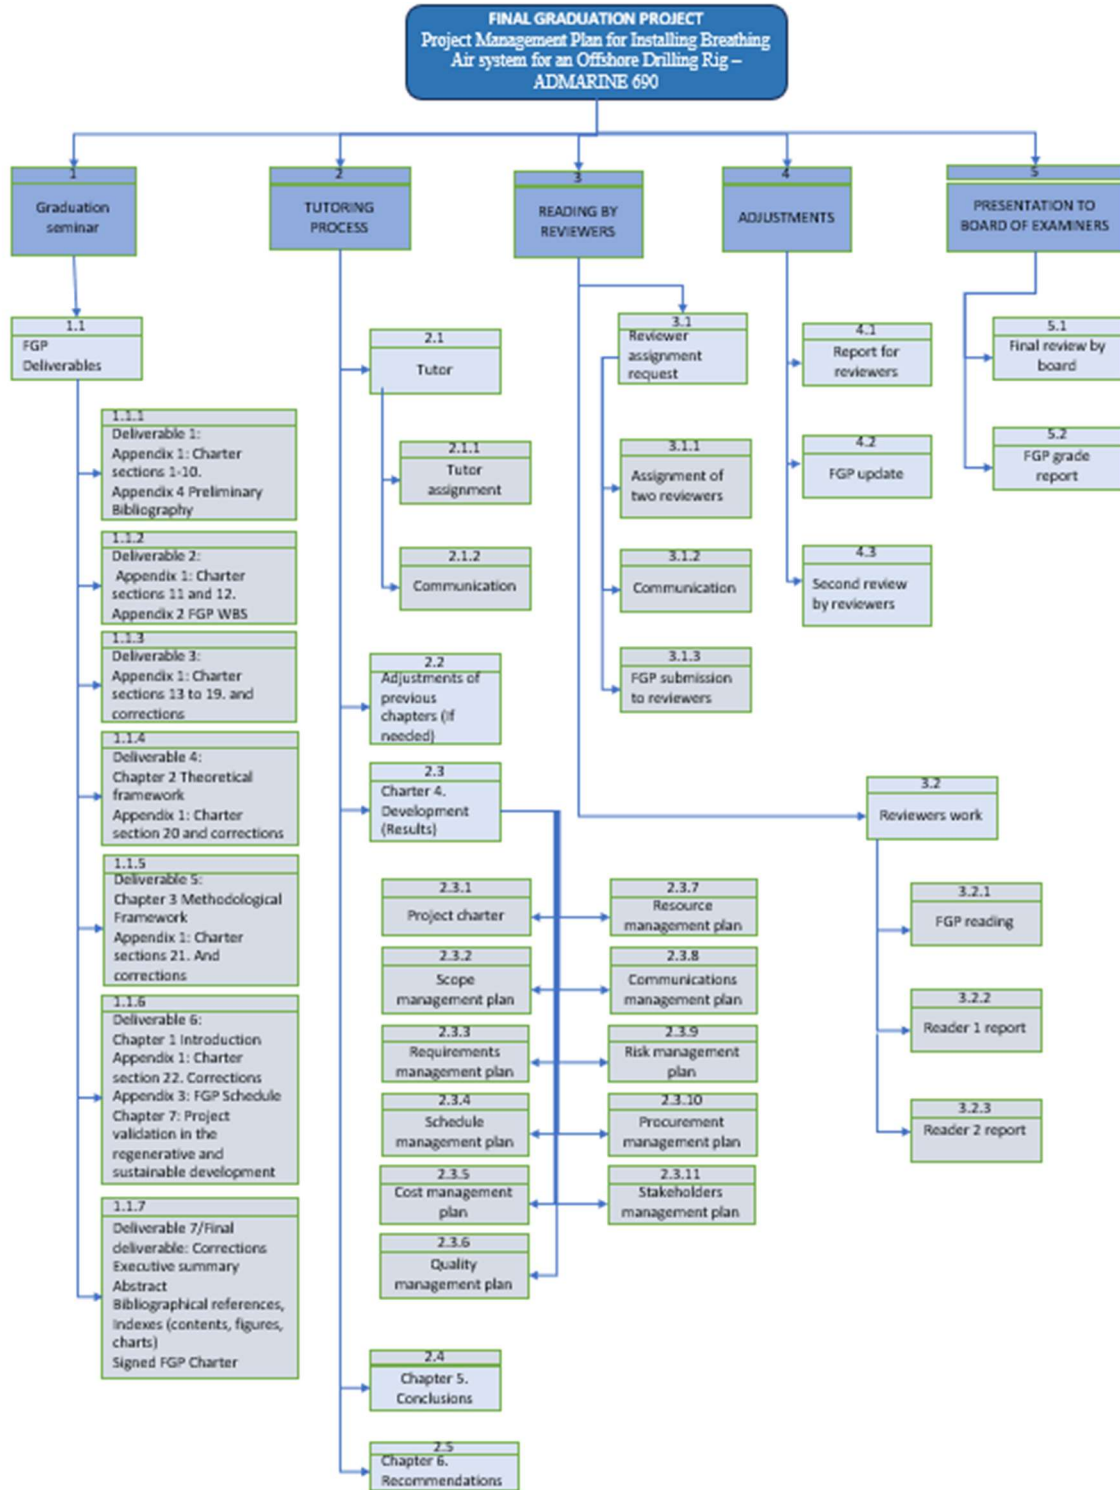 FINAL GRADUATION PROJECT
Project Management Plan for Installing Breathing
Air system for an Offshore Drilling Rig –
ADMARINE 690
1
Graduation
seminar
2
TUTORING
PROCESS
3
READING BY
REVIEWERS
4
ADJUSTMENTS
5
PRESENTATION TO
BOARD OF EXAMINERS
1.1
FGP
Deliverables
1.1.1
Deliverable 1:
Appendix 1: Charter
sections 1-10.
Appendix 4 Preliminary
Bibliography
1.1.2
Deliverable 2:
Appendix 1: Charter
sections 11 and 12.
Appendix 2 FGP WBS
1.1.3
Deliverable 3:
Appendix 1: Charter
sections 13 to 19. and
corrections
1.1.4
Deliverable 4:
Chapter 2 Theoretical
framework
Appendix 1: Charter
section 20 and corrections
1.1.5
Deliverable 5:
Chapter 3 Methodological
Framework
Appendix 1: Charter
sections 21. And
corrections
1.1.6
Deliverable 6:
Chapter 1 Introduction
Appendix 1: Charter
section 22. Corrections
Appendix 3: FGP Schedule
Chapter 7: Project
validation in the
regenerative and
sustainable development
1.1.7
Deliverable 7/Final
deliverable: Corrections
Executive summary
Abstract
Bibliographical references,
Indexes (contents, figures,
charts)
Signed FGP Charter
2.1
Tutor
2.1.1
Tutor
assignment
2.1.2
Communication
2.2
Adjustments of
previous
chapters (If
needed)
2.3
Charter 4.
Development
(Results)
2.3.1
Project charter
2.3.2
Scope
management plan
2.3.3
Requirements
management plan
2.3.4
Schedule
management plan
2.3.5
Cost management
plan
2.3.6
Quality
management plan
2.3.7
Resource
management plan
2.3.8
Communications
management plan
2.3.9
Risk management
plan
2.3.10
Procurement
management plan
2.3.11
Stakeholders
management plan
2.4
Chapter 5.
Conclusions
2.5
Chapter 6.
Recommendations
3.1
Reviewer
assignment
request
3.1.1
Assignment of
two reviewers
3.1.2
Communication
3.1.3
FGP submission
to reviewers
3.2
Reviewers work
3.2.1
FGP reading
3.2.2
Reader 1 report
3.2.3
Reader 2 report
4.1
Report for
reviewers
4.2
FGP update
4.3
Second review
by reviewers
5.1
Final review by
board
5.2
FGP grade
report